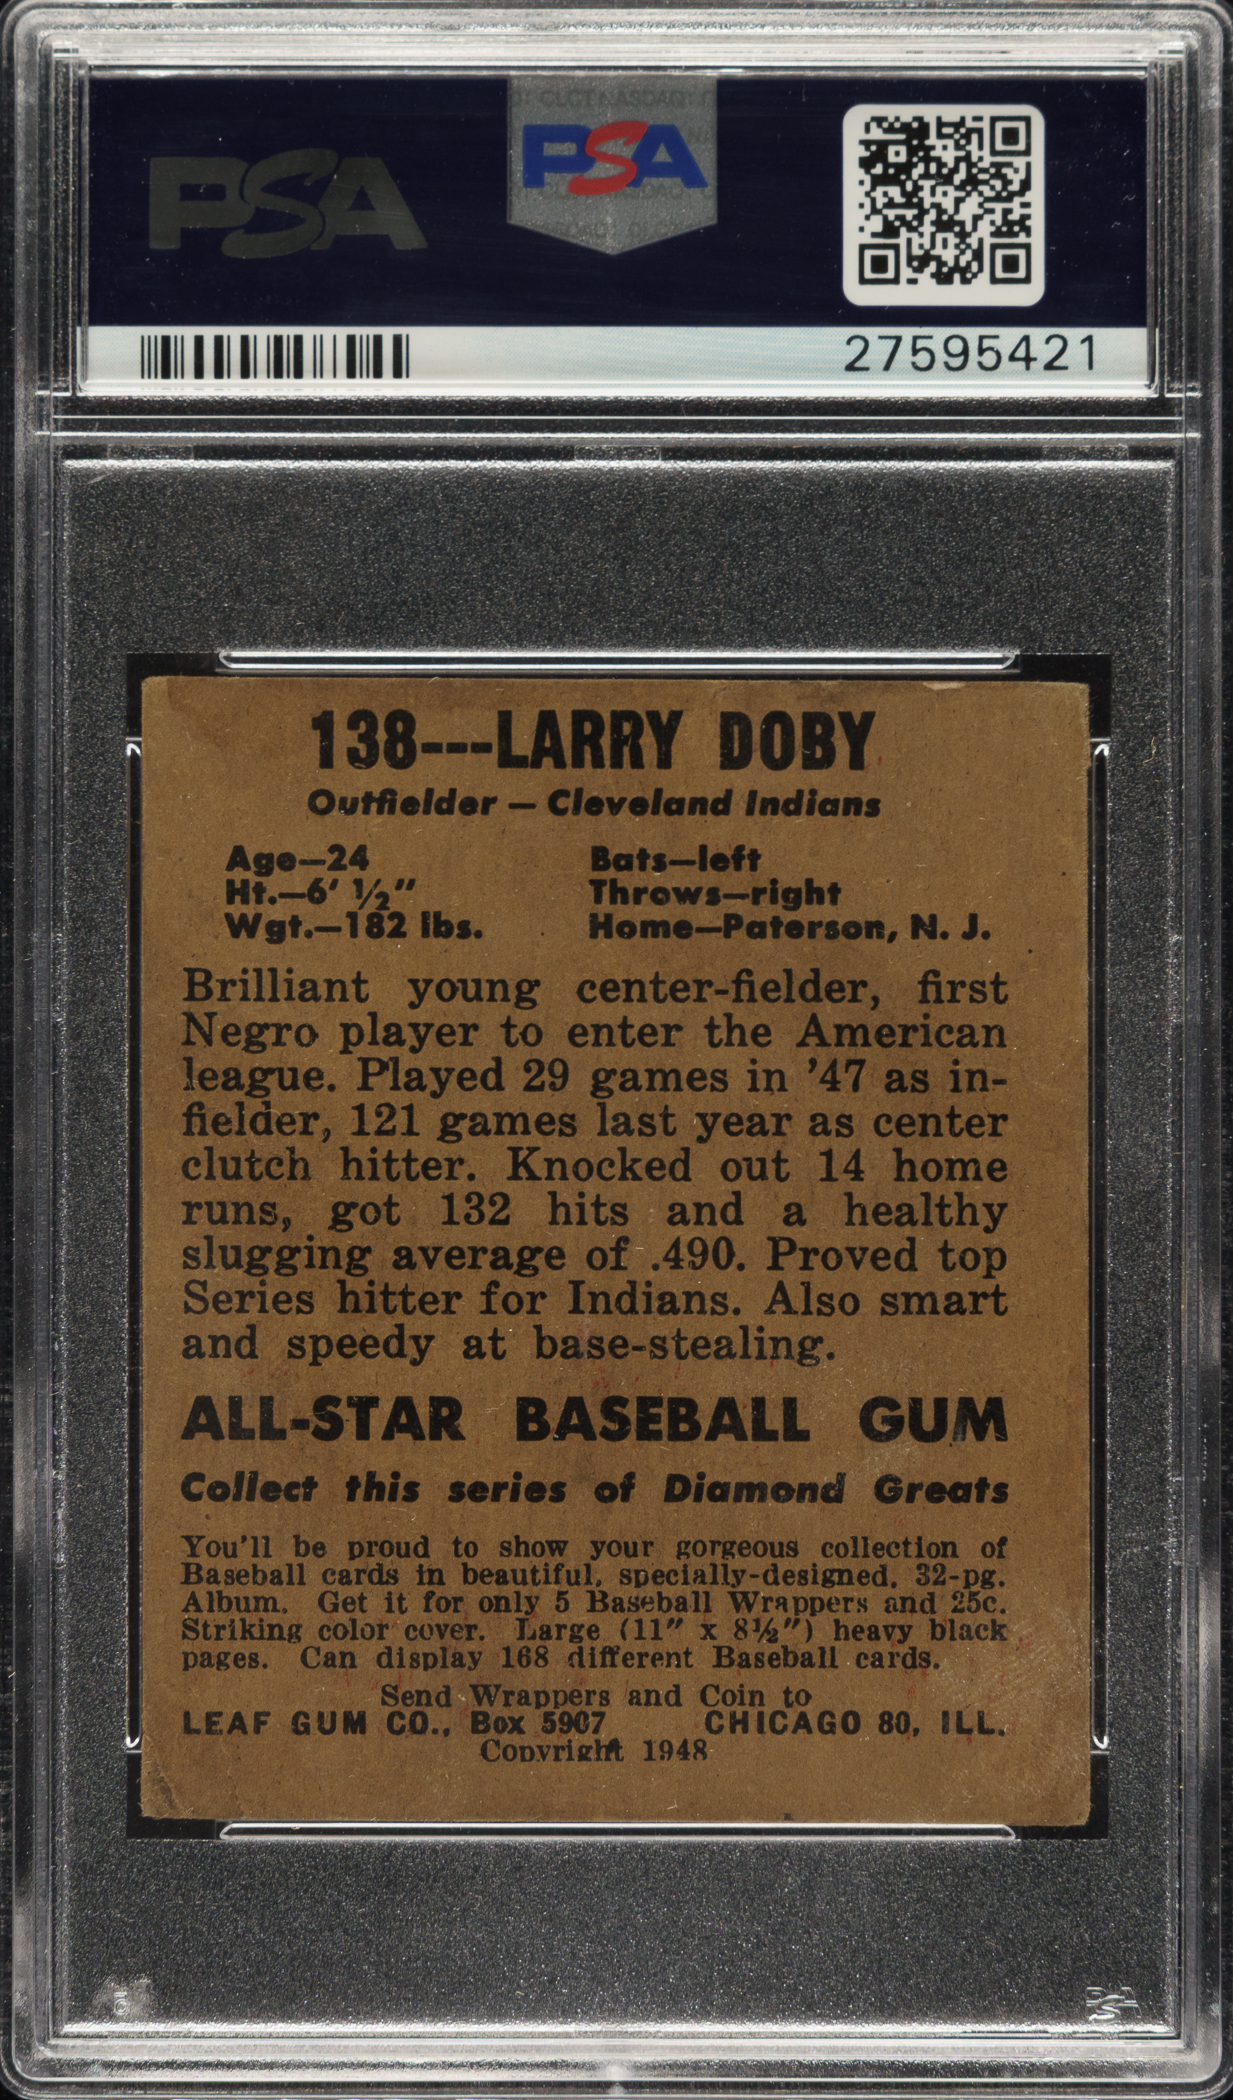 PSA
PSA
27595421
138---LARRY DOBY
Outfielder — Cleveland Indians
Age—24
Ht.—6' ½"
Wgt.—182 lbs.
Bats—left
Throws—right
Home—Paterson, N. J.
Brilliant young center-fielder, first
Negro player to enter the American
league. Played 29 games in '47 as in-
fielder, 121 games last year as center
clutch hitter. Knocked out 14 home
runs, got 132 hits and a healthy
slugging average of .490. Proved top
Series hitter for Indians. Also smart
and speedy at base-stealing.
ALL-STAR BASEBALL GUM
Collect this series of Diamond Greats
You'll be proud to show your gorgeous collection of
Baseball cards in beautiful, specially-designed, 32-pg.
Album. Get it for only 5 Baseball Wrappers and 25c.
Striking color cover. Large (11" x 8½") heavy black
pages. Can display 168 different Baseball cards.
Send Wrappers and Coin to
LEAF GUM CO., Box 5907 CHICAGO 80, ILL.
Copyright 1948